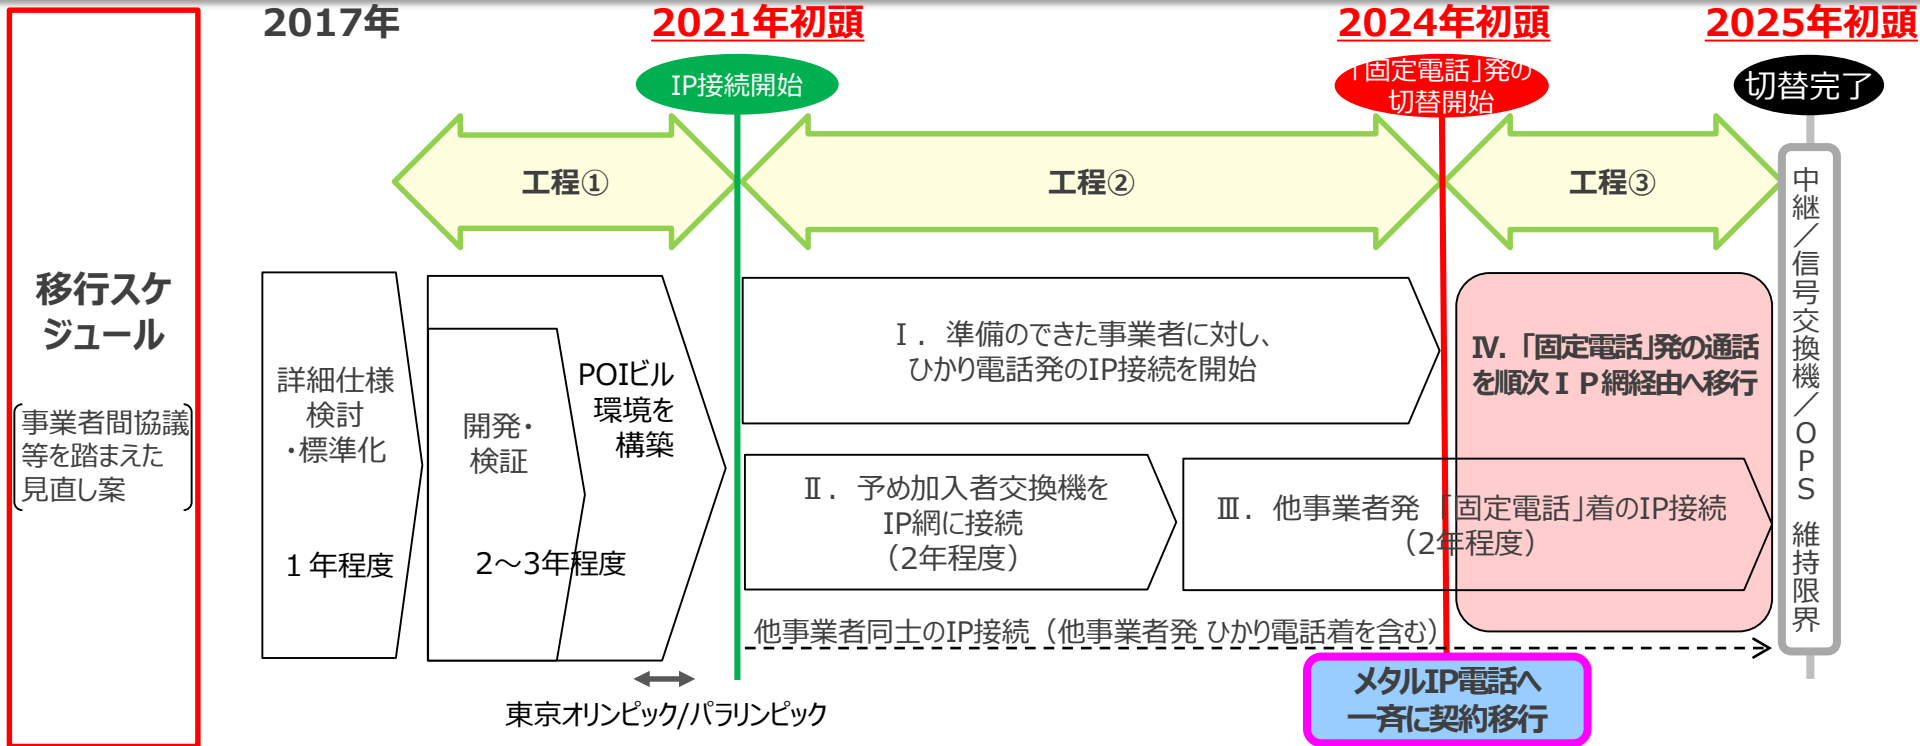 2017年
2021年初頭
2024年初頭
2025年初頭
IP接続開始
「固定電話」発の
切替開始
切替完了
工程①
工程②
工程③
移行スケ
ジュール
事業者間協議
等を踏まえた
見直し案
詳細仕様
検討
・標準化
1年程度
開発・
検証
2～3年程度
POIビル
環境を
構築
Ⅰ．準備のできた事業者に対し、
ひかり電話発のIP接続を開始
Ⅱ．予め加入者交換機を
IP網に接続
（2年程度）
Ⅲ．他事業者発「固定電話」着のIP接続
（2年程度）
Ⅳ.「固定電話」発の通話
を順次ＩＰ網経由へ移行
中継／信号交換機／OPS 維持限界
他事業者同士のIP接続（他事業者発 ひかり電話着を含む）
東京オリンピック/パラリンピック
メタルIP電話へ
一斉に契約移行